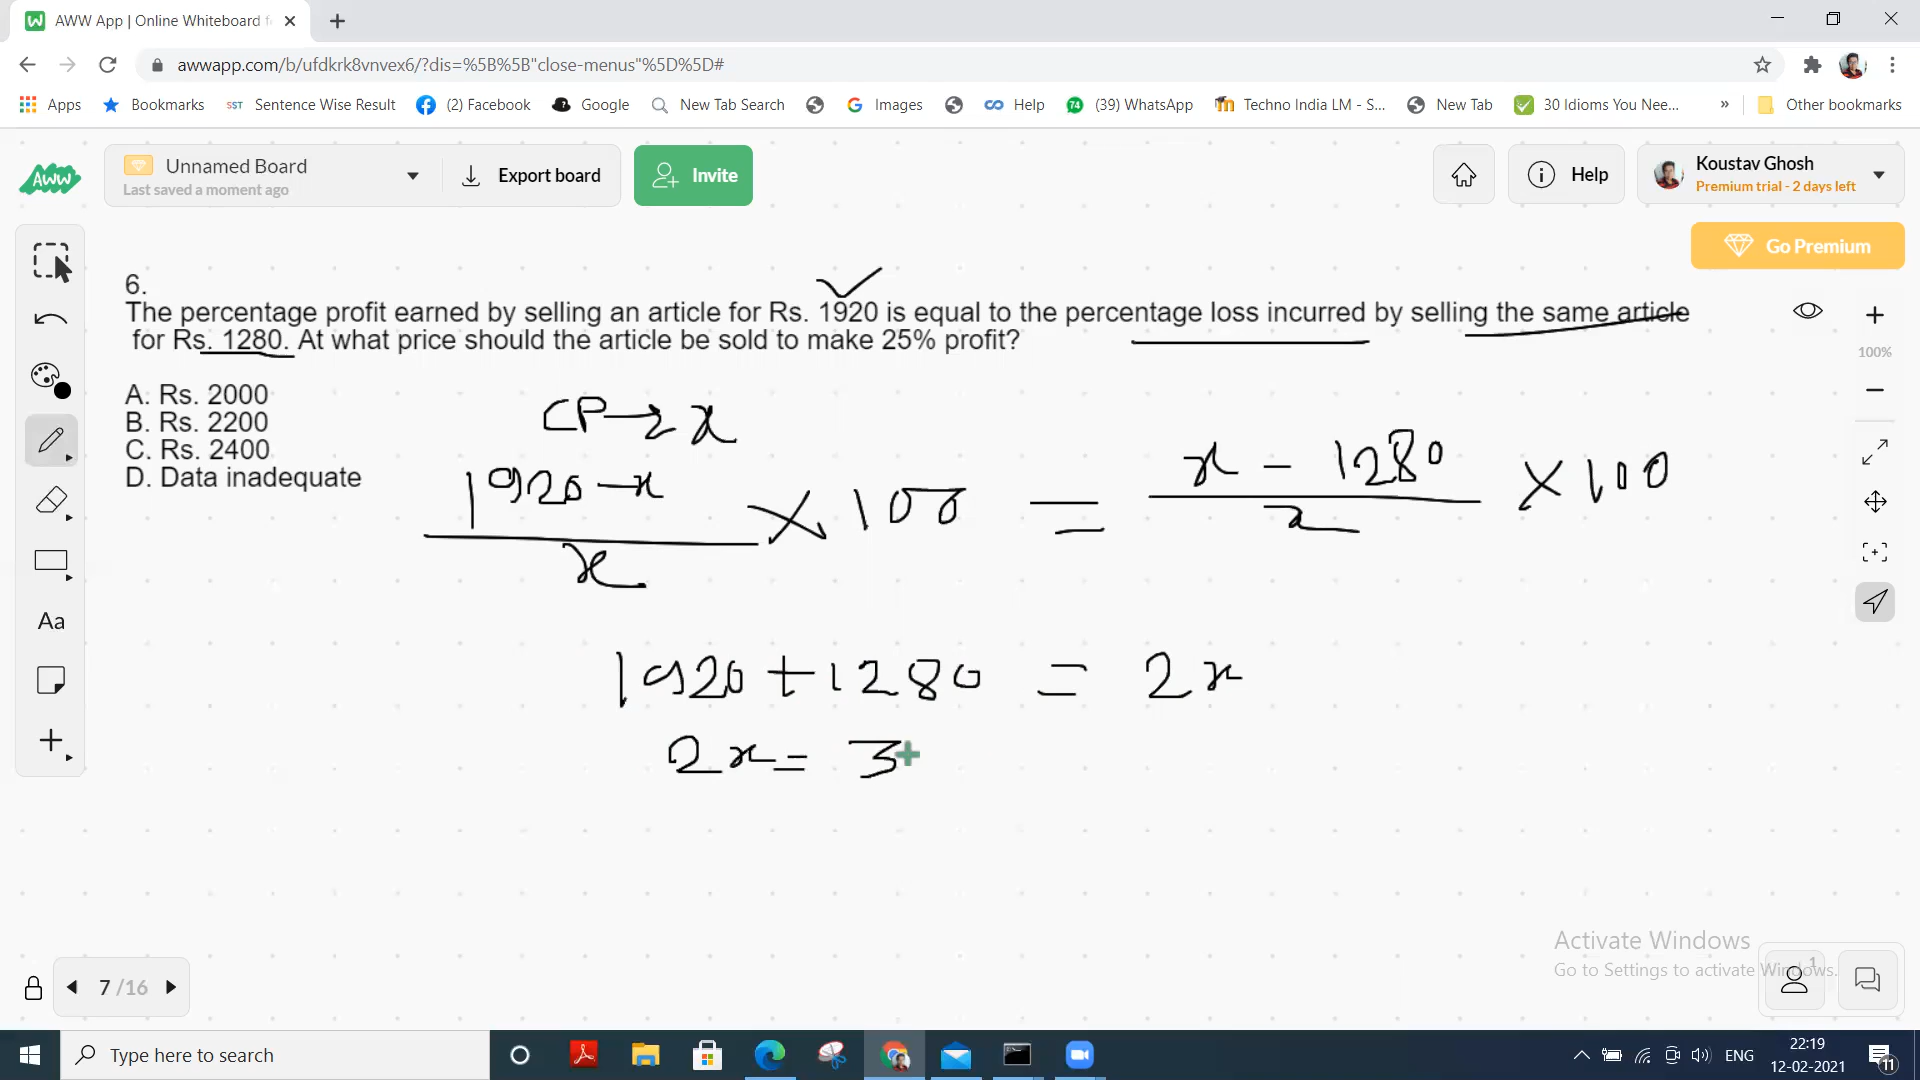 AWW App | Online Whiteboard f
awwapp.com/b/ufdkrk8vnvex6/?dis=%5B%5B"close-menus"%5D%5D#
Apps Bookmarks SST Sentence Wise Result (2) Facebook Google New Tab Search Images Help 74 (39) WhatsApp Techno India LM - S... New Tab 30 Idioms You Nee... » Other bookmarks
AWW Unnamed Board Export board Invite Help Koustav Ghosh
Last saved a moment ago Premium trial - 2 days left
Go Premium
6.
The percentage profit earned by selling an article for Rs. 1920 is equal to the percentage loss incurred by selling the same article
for Rs. 1280. At what price should the article be sold to make 25% profit?
100%
A. Rs. 2000
B. Rs. 2200
C. Rs. 2400
D. Data inadequate
CP → x
1920 - x / x × 100 = x - 1280 / x × 100
1920 + 1280 = 2x
2x = 3
Aa
Activate Windows
Go to Settings to activate Windows.
1
7 /16
Type here to search
ENG
22:19
12-02-2021
11